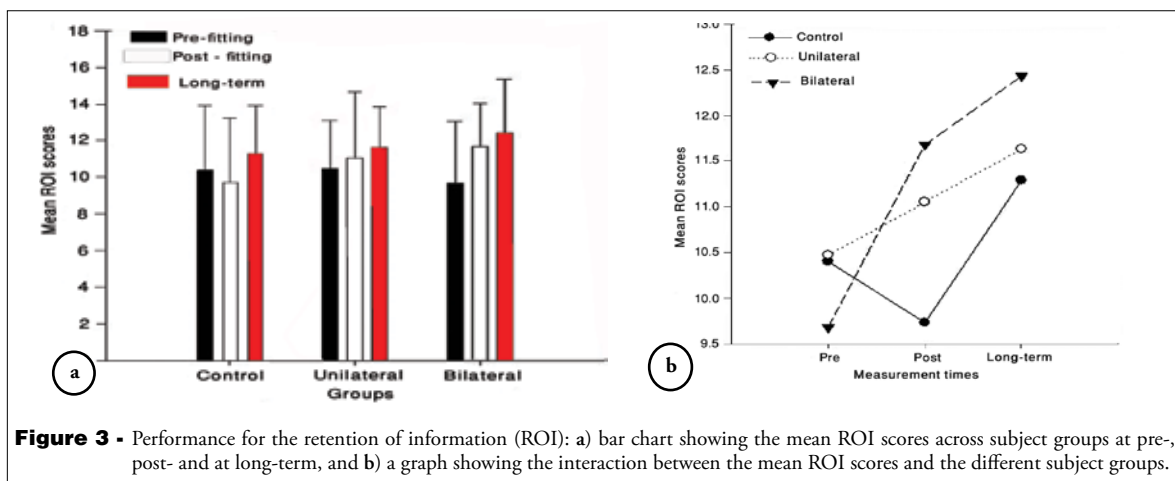 Pre-fitting
Post - fitting
Long-term
18
16
14
12
10
8
6
4
2
Mean ROI scores
Control Unilateral Bilateral
Groups
a
13.0
12.5
12.0
11.5
11.0
10.5
10.0
9.5
Mean ROI scores
Control
Unilateral
Bilateral
Pre Post Long-term
Measurement times
b
Figure 3 - Performance for the retention of information (ROI): a) bar chart showing the mean ROI scores across subject groups at pre-,
post- and at long-term, and b) a graph showing the interaction between the mean ROI scores and the different subject groups.